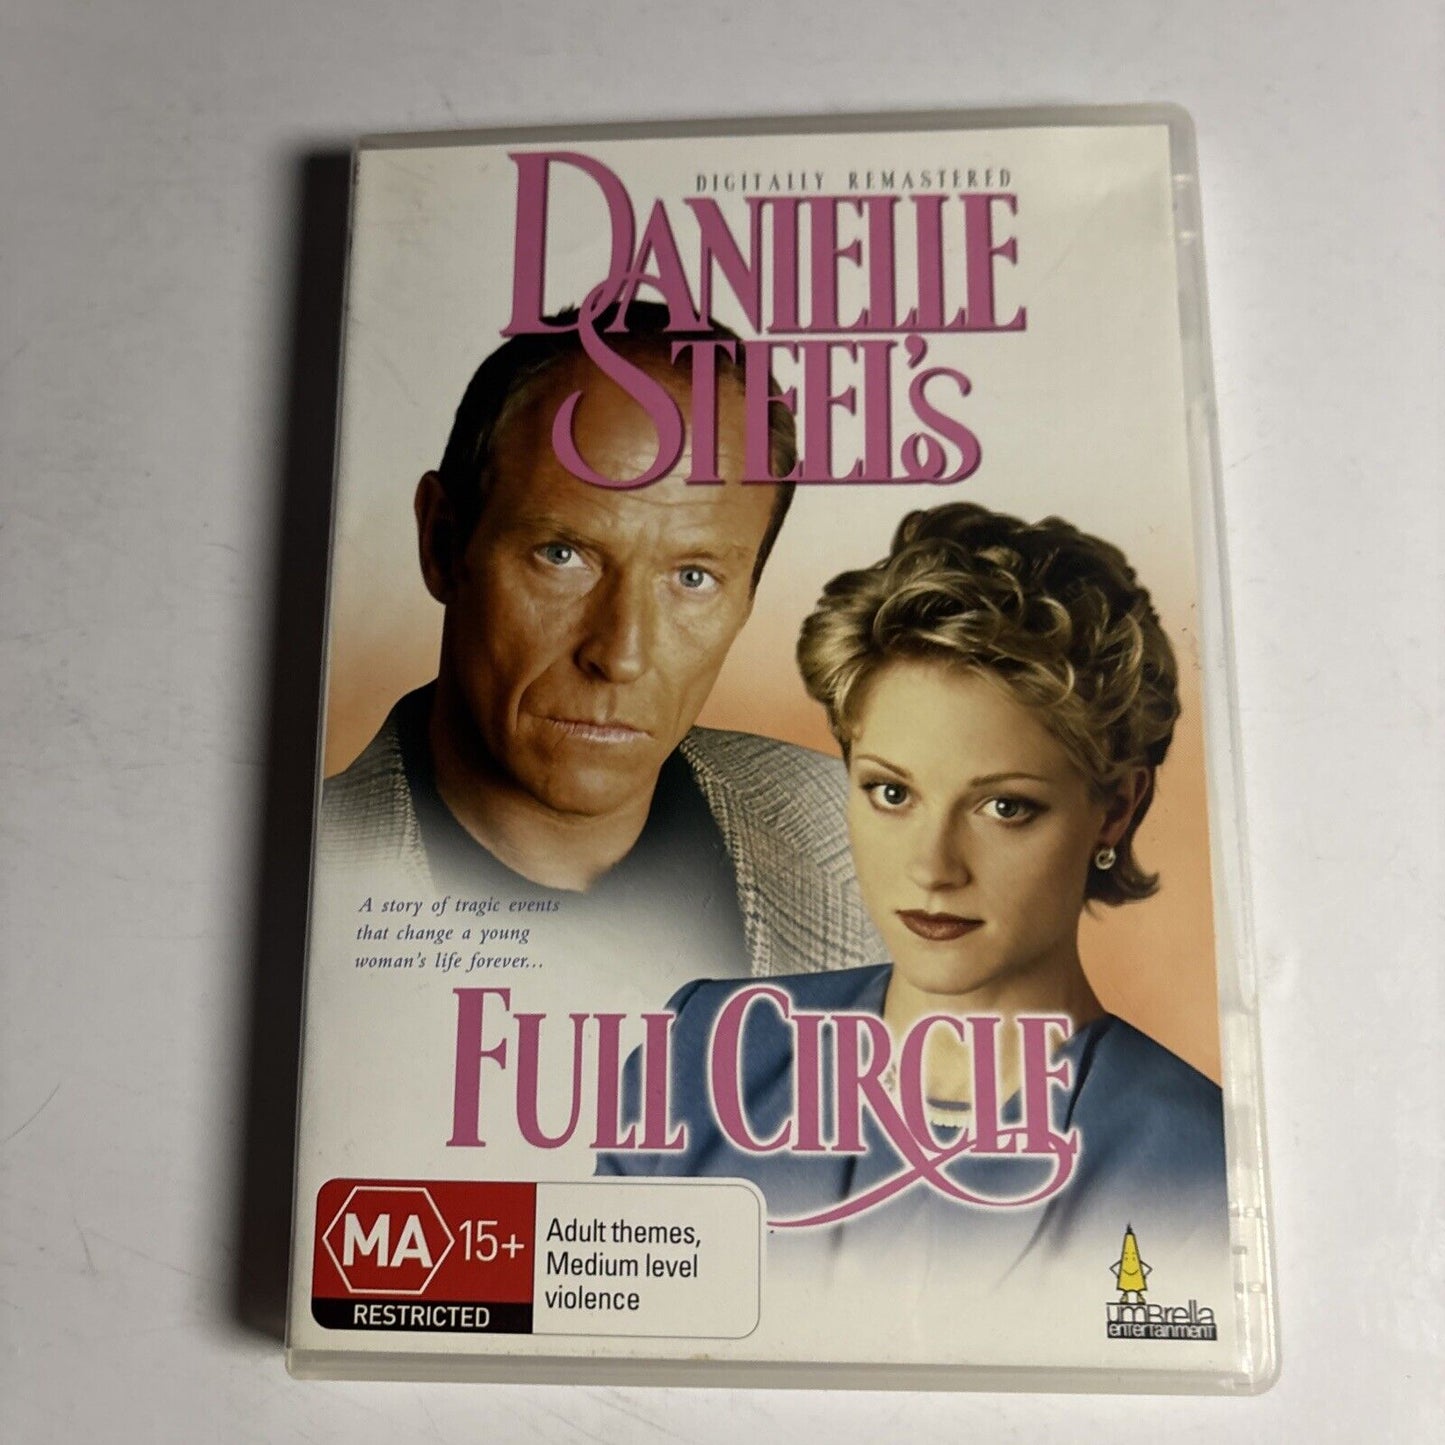 DIGITALLY REMASTERED
DANIELLE
STEEL'S
A story of tragic events
that change a young
woman's life forever...
FULL CIRCLE
MA 15+
RESTRICTED
Adult themes,
Medium level
violence
umBrella
entertainment